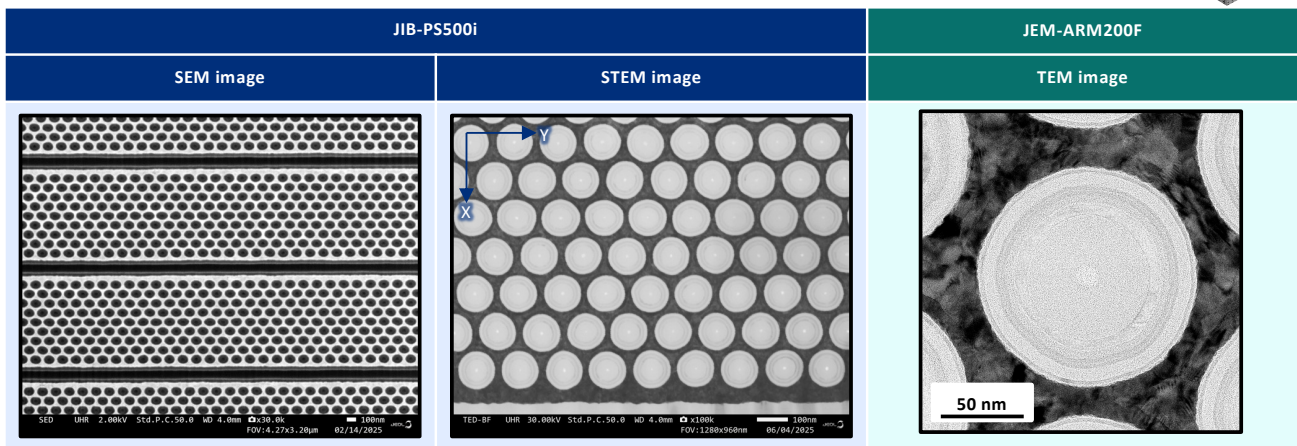 JIB-PS500i
JEM-ARM200F
SEM image
STEM image
TEM image
Y
X
50 nm
SED UHR 2.00kV Std.P.C.50.0 WD 4.0mm x30.0k 100nm JEOL
FOV:4.27x3.20µm 02/14/2025
TED-BF UHR 30.00kV Std.P.C.50.0 WD 4.0mm x100k 100nm JEOL
FOV:1280x960nm 06/04/2025